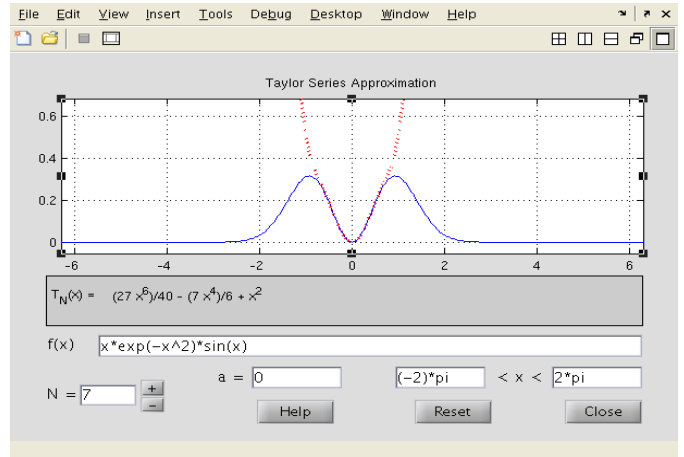 File Edit View Insert Tools Debug Desktop Window Help
Taylor Series Approximation
0.6
0.4
0.2
0
-6 -4 -2 0 2 4 6
T_N(x) = (27 x^6)/40 - (7 x^4)/6 + x^2
f(x) x*exp(-x^2)*sin(x)
N = 7 + -
a = 0 (-2)*pi < x < 2*pi
Help Reset Close